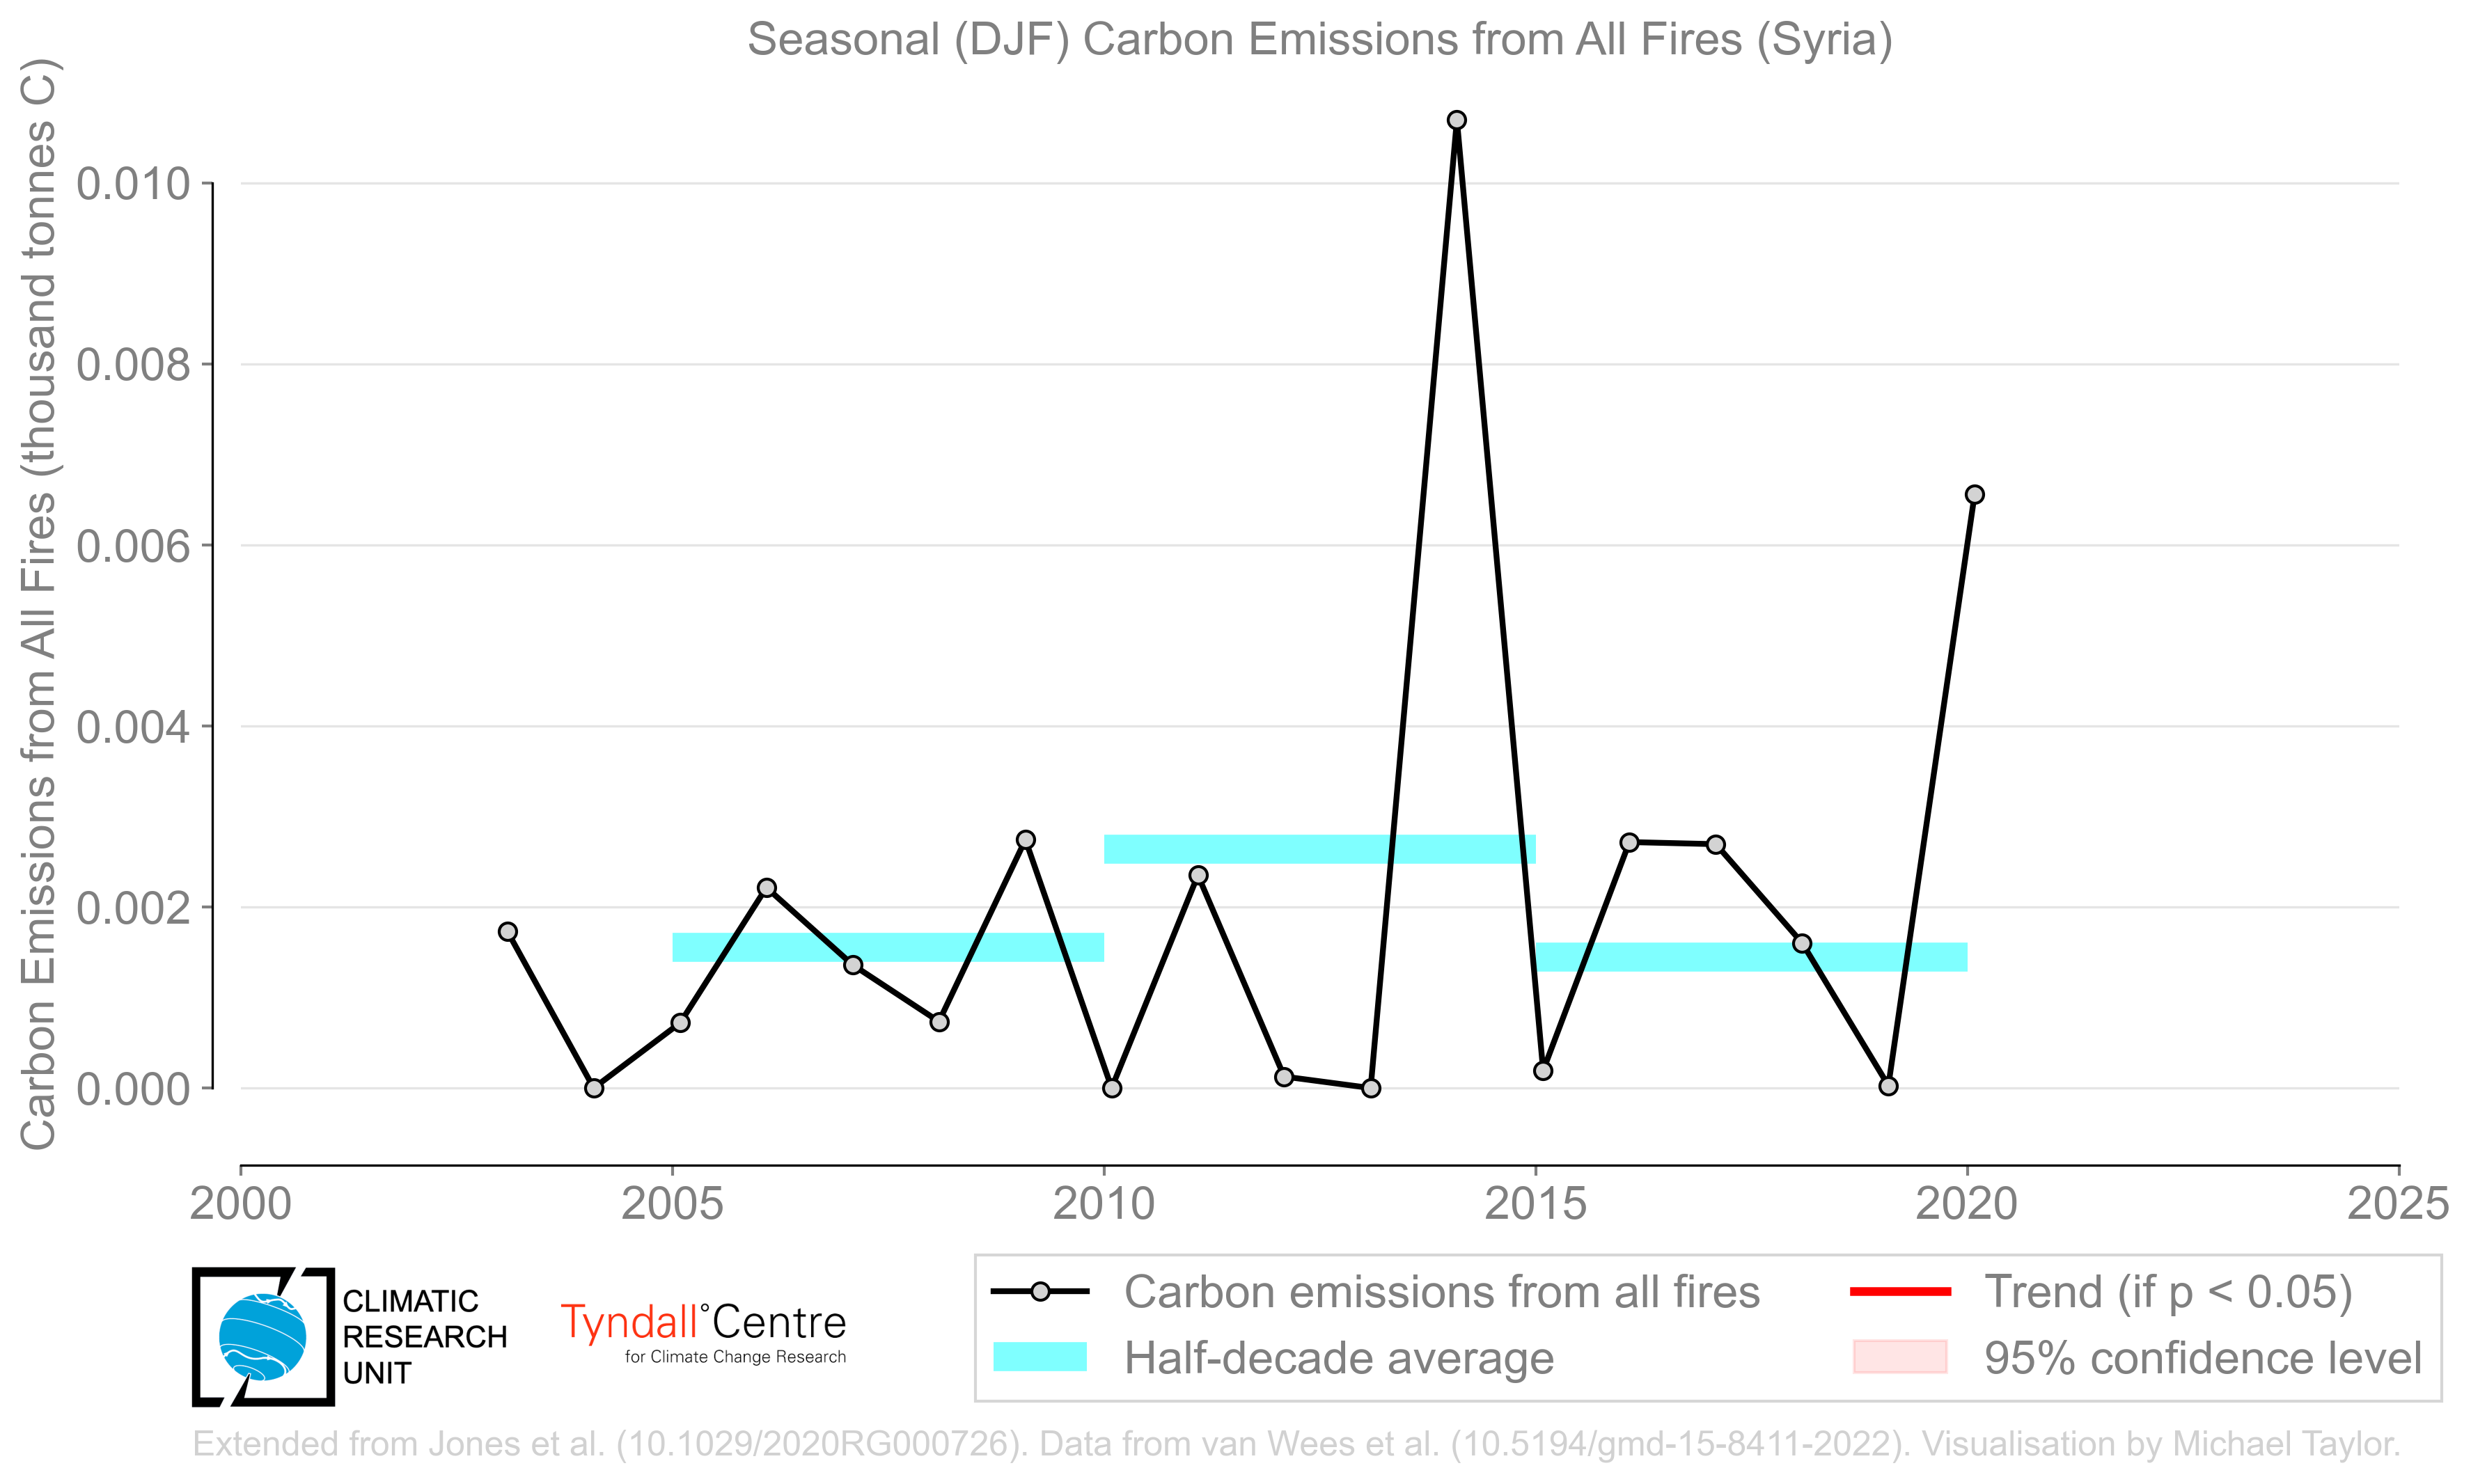 Seasonal (DJF) Carbon Emissions from All Fires (Syria)
Carbon Emissions from All Fires (thousand tonnes C)
0.010
0.008
0.006
0.004
0.002
0.000
2000
2005
2010
2015
2020
2025
CLIMATIC
RESEARCH
UNIT
Tyndall°Centre
for Climate Change Research
Carbon emissions from all fires
Half-decade average
Trend (if p < 0.05)
95% confidence level
Extended from Jones et al. (10.1029/2020RG000726). Data from van Wees et al. (10.5194/gmd-15-8411-2022). Visualisation by Michael Taylor.